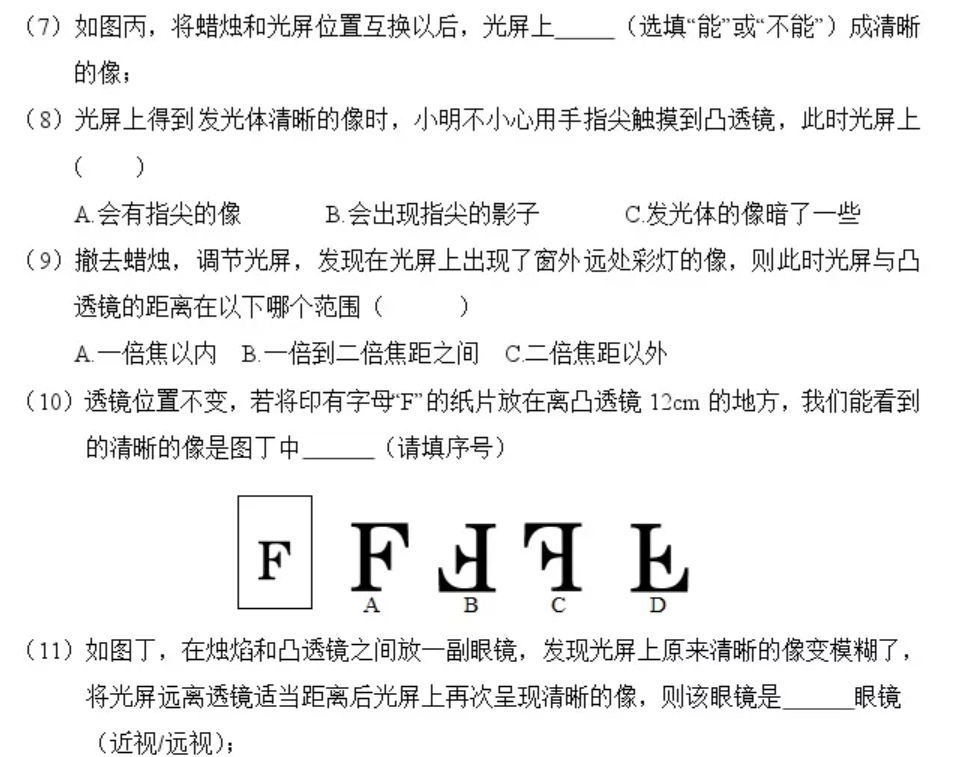 （7）如图丙，将蜡烛和光屏位置互换以后，光屏上_____（选填“能”或“不能”）成清晰
的像；
（8）光屏上得到发光体清晰的像时，小明不小心用手指尖触摸到凸透镜，此时光屏上
（　　）
A.会有指尖的像　　　B.会出现指尖的影子　　　C.发光体的像暗了一些
（9）撤去蜡烛，调节光屏，发现在光屏上出现了窗外远处彩灯的像，则此时光屏与凸
透镜的距离在以下哪个范围（　　　）
A.一倍焦以内　B.一倍到二倍焦距之间　C.二倍焦距以外
（10）透镜位置不变，若将印有字母“F”的纸片放在离凸透镜 12cm 的地方，我们能看到
的清晰的像是图丁中______（请填序号）
F F F F F
A B C D
（11）如图丁，在烛焰和凸透镜之间放一副眼镜，发现光屏上原来清晰的像变模糊了，
将光屏远离透镜适当距离后光屏上再次呈现清晰的像，则该眼镜是______眼镜
（近视/远视）；